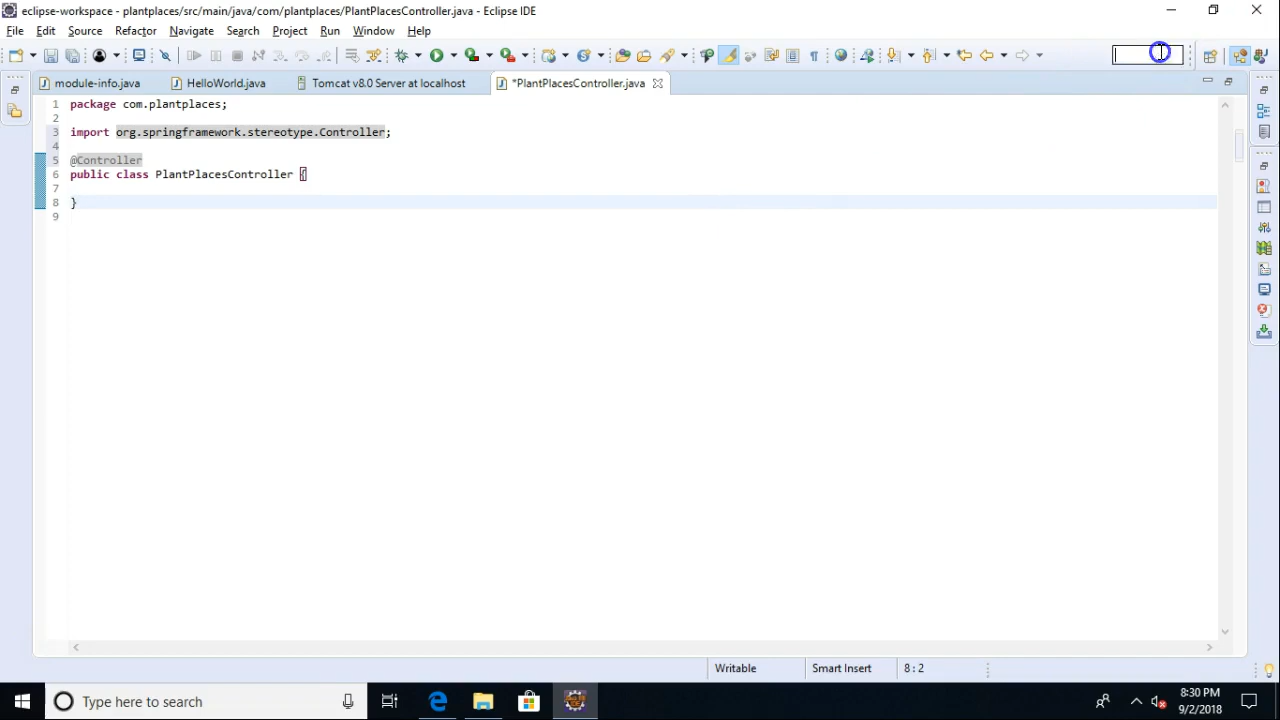 eclipse-workspace - plantplaces/src/main/java/com/plantplaces/PlantPlacesController.java - Eclipse IDE
File Edit Source Refactor Navigate Search Project Run Window Help
module-info.java HelloWorld.java Tomcat v8.0 Server at localhost *PlantPlacesController.java
1 package com.plantplaces;
2
3 import org.springframework.stereotype.Controller;
4
5 @Controller
6 public class PlantPlacesController {
7
8 }
9
Writable Smart Insert 8 : 2
Type here to search
8:30 PM
9/2/2018